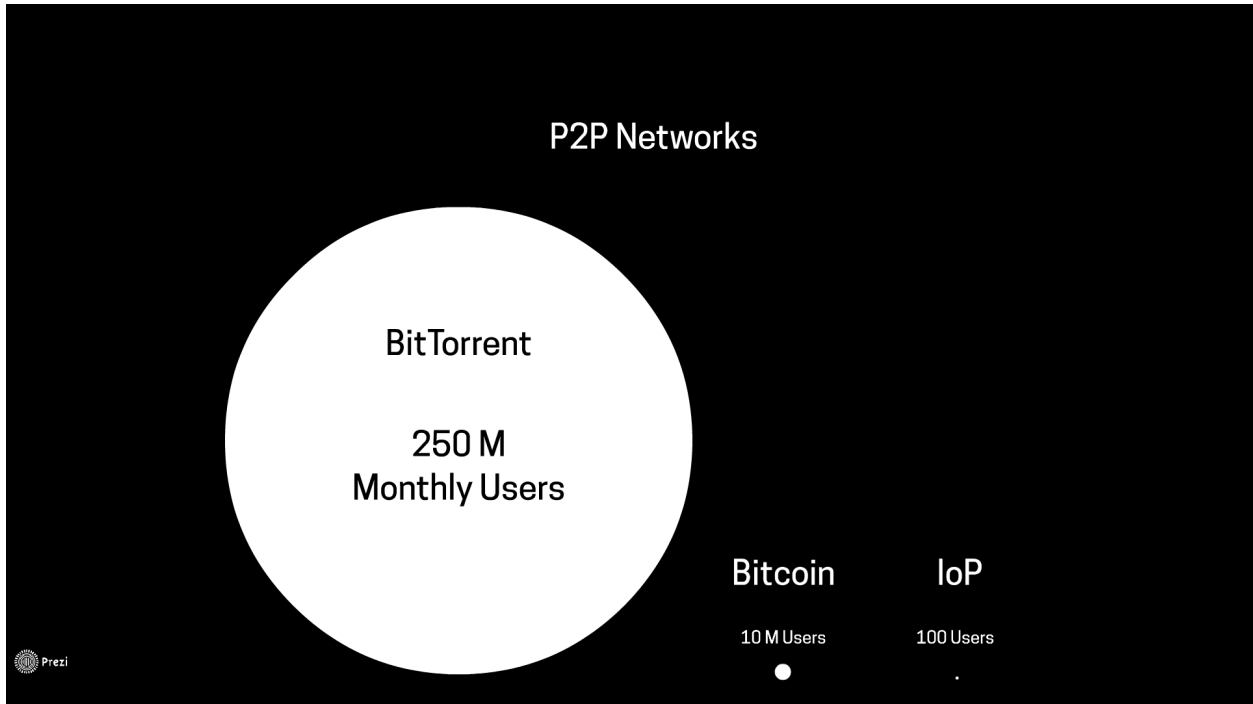 P2P Networks
BitTorrent
250 M
Monthly Users
Bitcoin
10 M Users
IoP
100 Users
Prezi